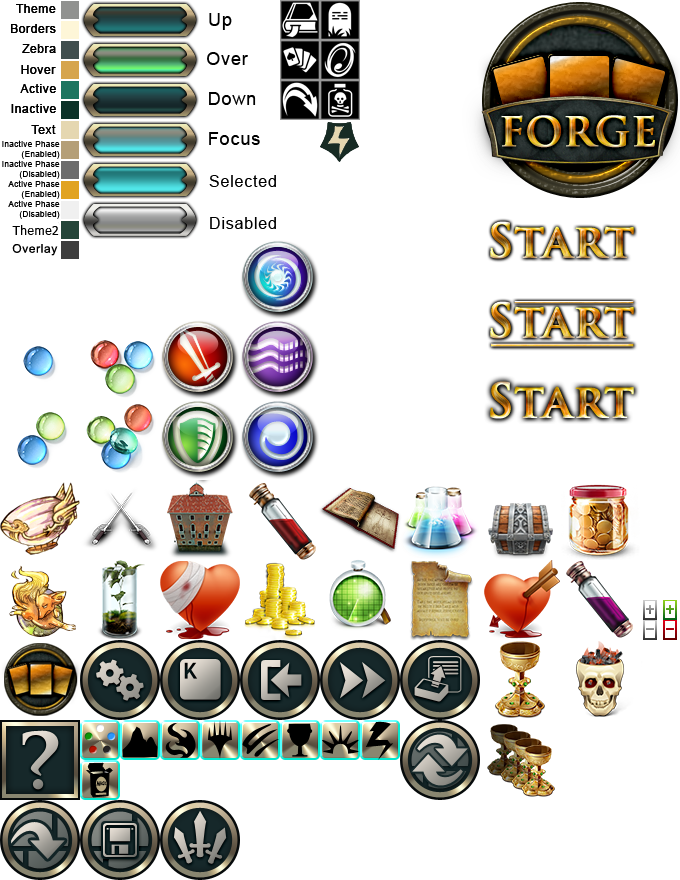 Theme
Borders
Zebra
Hover
Active
Inactive
Text
Inactive Phase
(Enabled)
Inactive Phase
(Disabled)
Active Phase
(Enabled)
Active Phase
(Disabled)
Theme2
Overlay
Up
Over
Down
Focus
Selected
Disabled
FORGE
START
START
START
K
?